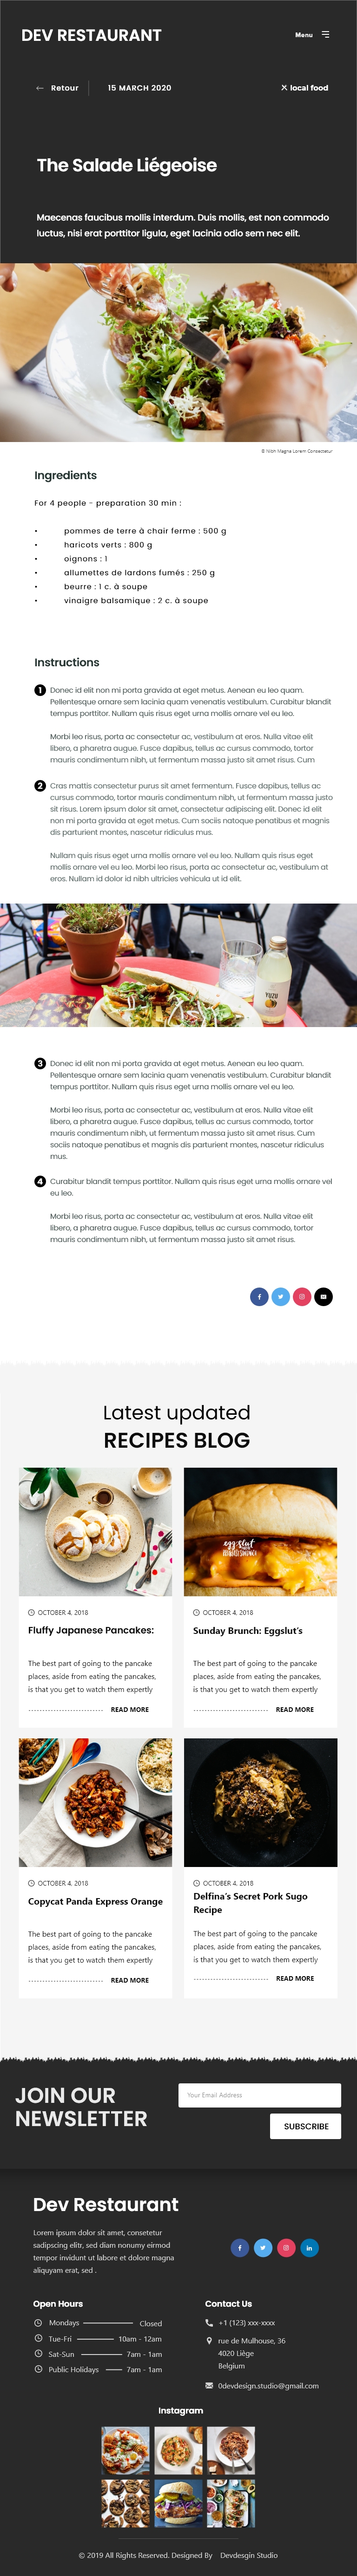 DEV RESTAURANT
Menu
← Retour
15 MARCH 2020
local food
The Salade Liégeoise
Maecenas faucibus mollis interdum. Duis mollis, est non commodo
luctus, nisi erat porttitor ligula, eget lacinia odio sem nec elit.
© Nibh Magna Lorem Consectetur
Ingredients
For 4 people - preparation 30 min :
• pommes de terre à chair ferme : 500 g
• haricots verts : 800 g
• oignons : 1
• allumettes de lardons fumés : 250 g
• beurre : 1 c. à soupe
• vinaigre balsamique : 2 c. à soupe
Instructions
1 Donec id elit non mi porta gravida at eget metus. Aenean eu leo quam.
Pellentesque ornare sem lacinia quam venenatis vestibulum. Curabitur blandit
tempus porttitor. Nullam quis risus eget urna mollis ornare vel eu leo.
Morbi leo risus, porta ac consectetur ac, vestibulum at eros. Nulla vitae elit
libero, a pharetra augue. Fusce dapibus, tellus ac cursus commodo, tortor
mauris condimentum nibh, ut fermentum massa justo sit amet risus. Cum
2 Cras mattis consectetur purus sit amet fermentum. Fusce dapibus, tellus ac
cursus commodo, tortor mauris condimentum nibh, ut fermentum massa justo
sit risus. Lorem ipsum dolor sit amet, consectetur adipiscing elit. Donec id elit
non mi porta gravida at eget metus. Cum sociis natoque penatibus et magnis
dis parturient montes, nascetur ridiculus mus.
Nullam quis risus eget urna mollis ornare vel eu leo. Nullam quis risus eget
mollis ornare vel eu leo. Morbi leo risus, porta ac consectetur ac, vestibulum at
eros. Nullam id dolor id nibh ultricies vehicula ut id elit.
YUZU
3 Donec id elit non mi porta gravida at eget metus. Aenean eu leo quam.
Pellentesque ornare sem lacinia quam venenatis vestibulum. Curabitur blandit
tempus porttitor. Nullam quis risus eget urna mollis ornare vel eu leo.
Morbi leo risus, porta ac consectetur ac, vestibulum at eros. Nulla vitae elit
libero, a pharetra augue. Fusce dapibus, tellus ac cursus commodo, tortor
mauris condimentum nibh, ut fermentum massa justo sit amet risus. Cum
sociis natoque penatibus et magnis dis parturient montes, nascetur ridiculus
mus.
4 Curabitur blandit tempus porttitor. Nullam quis risus eget urna mollis ornare vel
eu leo.
Morbi leo risus, porta ac consectetur ac, vestibulum at eros. Nulla vitae elit
libero, a pharetra augue. Fusce dapibus, tellus ac cursus commodo, tortor
mauris condimentum nibh, ut fermentum massa justo sit amet risus.
Latest updated
RECIPES BLOG
eggslut
OCTOBER 4, 2018
Fluffy Japanese Pancakes:
The best part of going to the pancake
places, aside from eating the pancakes,
is that you get to watch them expertly
READ MORE
OCTOBER 4, 2018
Sunday Brunch: Eggslut's
The best part of going to the pancake
places, aside from eating the pancakes,
is that you get to watch them expertly
READ MORE
OCTOBER 4, 2018
Copycat Panda Express Orange
The best part of going to the pancake
places, aside from eating the pancakes,
is that you get to watch them expertly
READ MORE
OCTOBER 4, 2018
Delfina's Secret Pork Sugo
Recipe
The best part of going to the pancake
places, aside from eating the pancakes,
is that you get to watch them expertly
READ MORE
JOIN OUR
NEWSLETTER
Your Email Address
SUBSCRIBE
Dev Restaurant
Lorem ipsum dolor sit amet, consetetur
sadipscing elitr, sed diam nonumy eirmod
tempor invidunt ut labore et dolore magna
aliquyam erat, sed .
Open Hours
Mondays Closed
Tue-Fri 10am - 12am
Sat-Sun 7am - 1am
Public Holidays 7am - 1am
Contact Us
+1 (123) xxx-xxxx
rue de Mulhouse, 36
4020 Liège
Belgium
0devdesign.studio@gmail.com
Instagram
© 2019 All Rights Reserved. Designed By Devdesgin Studio